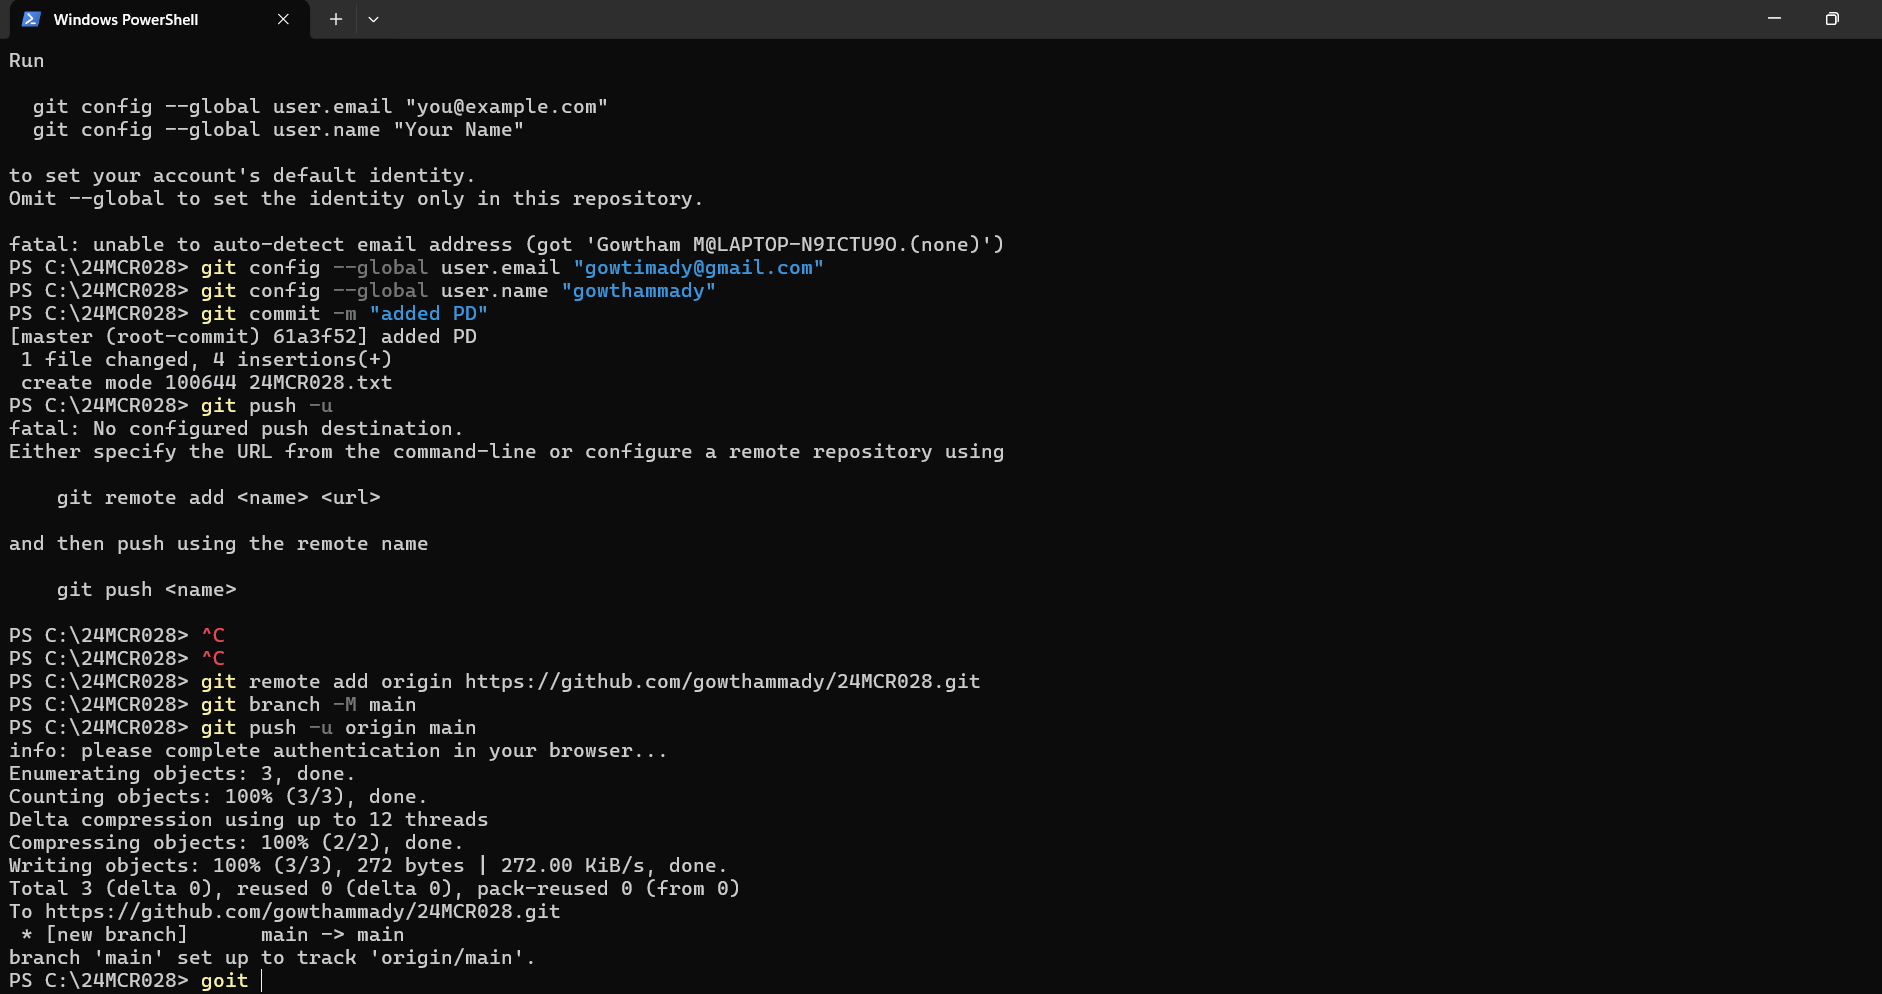 Windows PowerShell
Run
git config --global user.email "you@example.com"
git config --global user.name "Your Name"
to set your account's default identity.
Omit --global to set the identity only in this repository.
fatal: unable to auto-detect email address (got 'Gowtham M@LAPTOP-N9ICTU9O.(none)')
PS C:\24MCR028> git config --global user.email "gowtimady@gmail.com"
PS C:\24MCR028> git config --global user.name "gowthammady"
PS C:\24MCR028> git commit -m "added PD"
[master (root-commit) 61a3f52] added PD
1 file changed, 4 insertions(+)
create mode 100644 24MCR028.txt
PS C:\24MCR028> git push -u
fatal: No configured push destination.
Either specify the URL from the command-line or configure a remote repository using
git remote add <name> <url>
and then push using the remote name
git push <name>
PS C:\24MCR028> ^C
PS C:\24MCR028> ^C
PS C:\24MCR028> git remote add origin https://github.com/gowthammady/24MCR028.git
PS C:\24MCR028> git branch -M main
PS C:\24MCR028> git push -u origin main
info: please complete authentication in your browser...
Enumerating objects: 3, done.
Counting objects: 100% (3/3), done.
Delta compression using up to 12 threads
Compressing objects: 100% (2/2), done.
Writing objects: 100% (3/3), 272 bytes | 272.00 KiB/s, done.
Total 3 (delta 0), reused 0 (delta 0), pack-reused 0 (from 0)
To https://github.com/gowthammady/24MCR028.git
* [new branch]      main -> main
branch 'main' set up to track 'origin/main'.
PS C:\24MCR028> goit